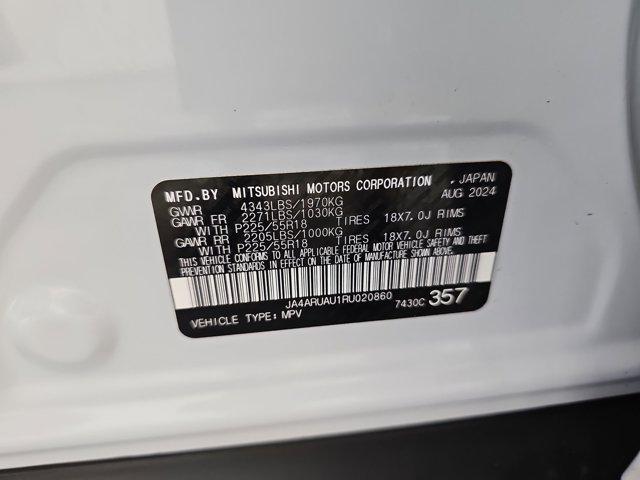 MFD.BY MITSUBISHI MOTORS CORPORATION , JAPAN
GVWR 4343LBS/1970KG AUG 2024
GAWR FR 2271LBS/1030KG
WITH P225/55R18 TIRES 18X7.0J RIMS
GAWR RR 2205LBS/1000KG
WITH P225/55R18 TIRES 18X7.0J RIMS
THIS VEHICLE CONFORMS TO ALL APPLICABLE FEDERAL MOTOR VEHICLE SAFETY AND THEFT
PREVENTION STANDARDS IN EFFECT ON THE DATE OF MANUFACTURE SHOWN ABOVE.
JA4ARUAU1RU020860 7430C 357
VEHICLE TYPE: MPV